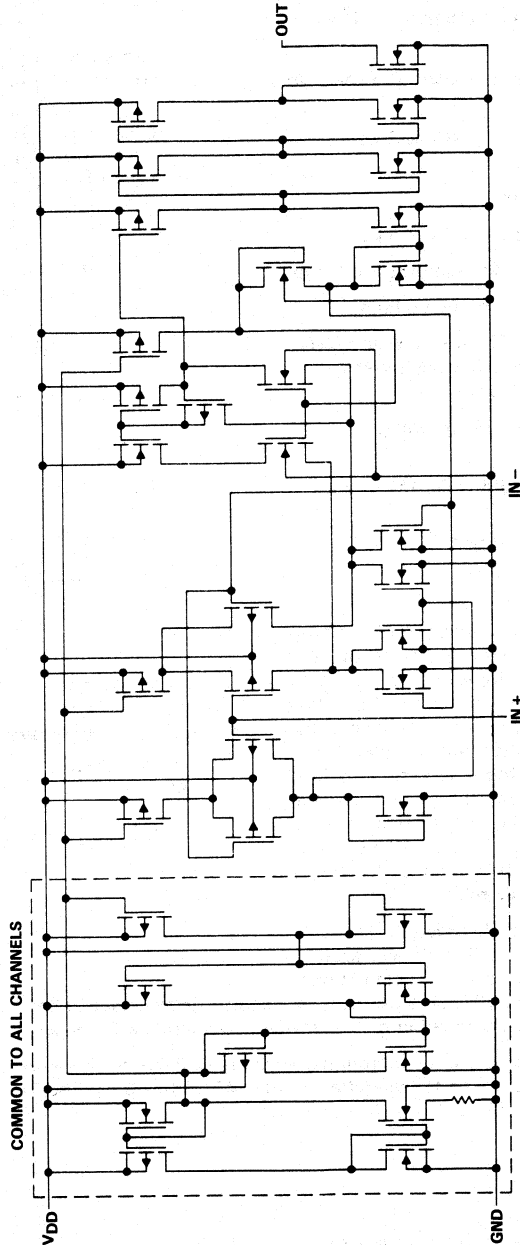 COMMON TO ALL CHANNELS
VDD
GND
IN +
IN −
OUT